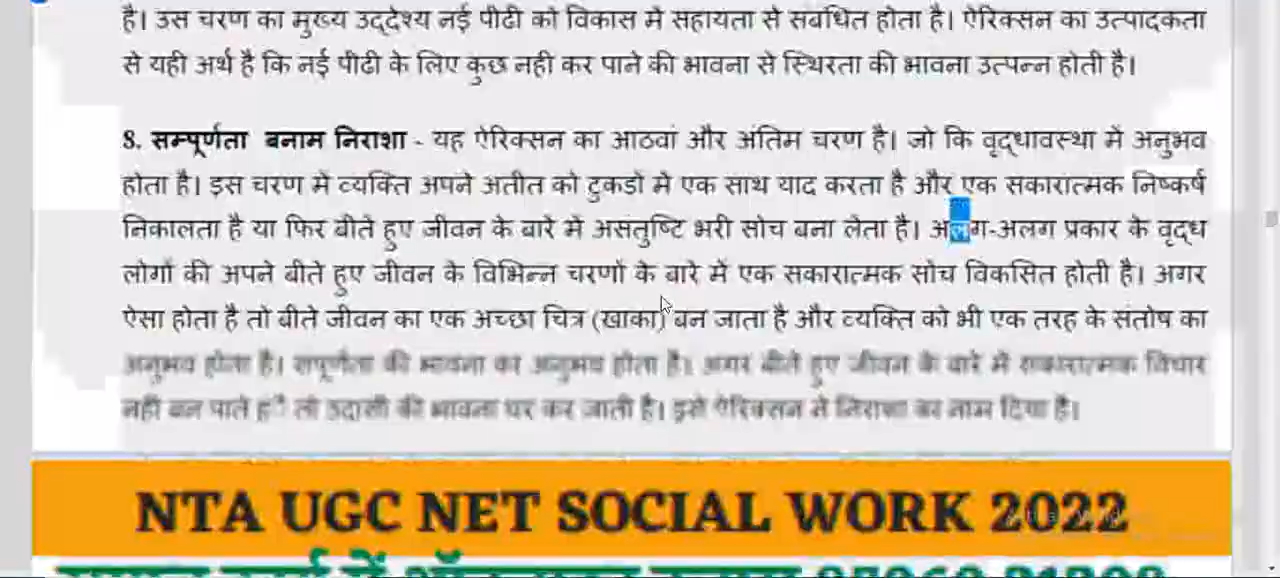 है। उस चरण का मुख्य उद्देश्य नई पीढी को विकास में सहायता से संबंधित होता है। ऐरिक्सन का उत्पादकता
से यही अर्थ है कि नई पीढी के लिए कुछ नही कर पाने की भावना से स्थिरता की भावना उत्पन्न होती है।
8. सम्पूर्णता बनाम निराशा - यह ऐरिक्सन का आठवां और अंतिम चरण है। जो कि वृद्धावस्था में अनुभव
होता है। इस चरण में व्यक्ति अपने अतीत को टुकडों में एक साथ याद करता है और एक सकारात्मक निष्कर्ष
निकालता है या फिर बीते हुए जीवन के बारे में असंतुष्टि भरी सोच बना लेता है। अलग-अलग प्रकार के वृद्ध
लोगों की अपने बीते हुए जीवन के विभिन्न चरणों के बारे में एक सकारात्मक सोच विकसित होती है। अगर
ऐसा होता है तो बीते जीवन का एक अच्छा चित्र (खाका) बन जाता है और व्यक्ति को भी एक तरह के संतोष का
अनुभव होता है। संपूर्णता की भावना का अनुभव होता है। अगर बीते हुए जीवन के बारे में सकारात्मक विचार
नही बन पाते तो उदासी की भावना घर कर जाती है। इसे ऐरिक्सन ने निराशा का नाम दिया है।
NTA UGC NET SOCIAL WORK 2022